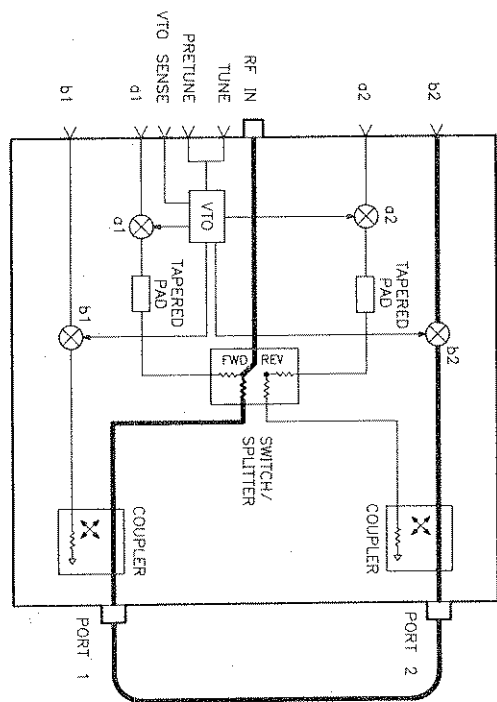 b1
a1
VTO SENSE
PRETUNE
TUNE
RF IN
a2
b2
a1
VTO
a2
TAPERED
PAD
TAPERED
PAD
b1
b2
FWD
REV
SWITCH/
SPLITTER
COUPLER
COUPLER
PORT 1
PORT 2